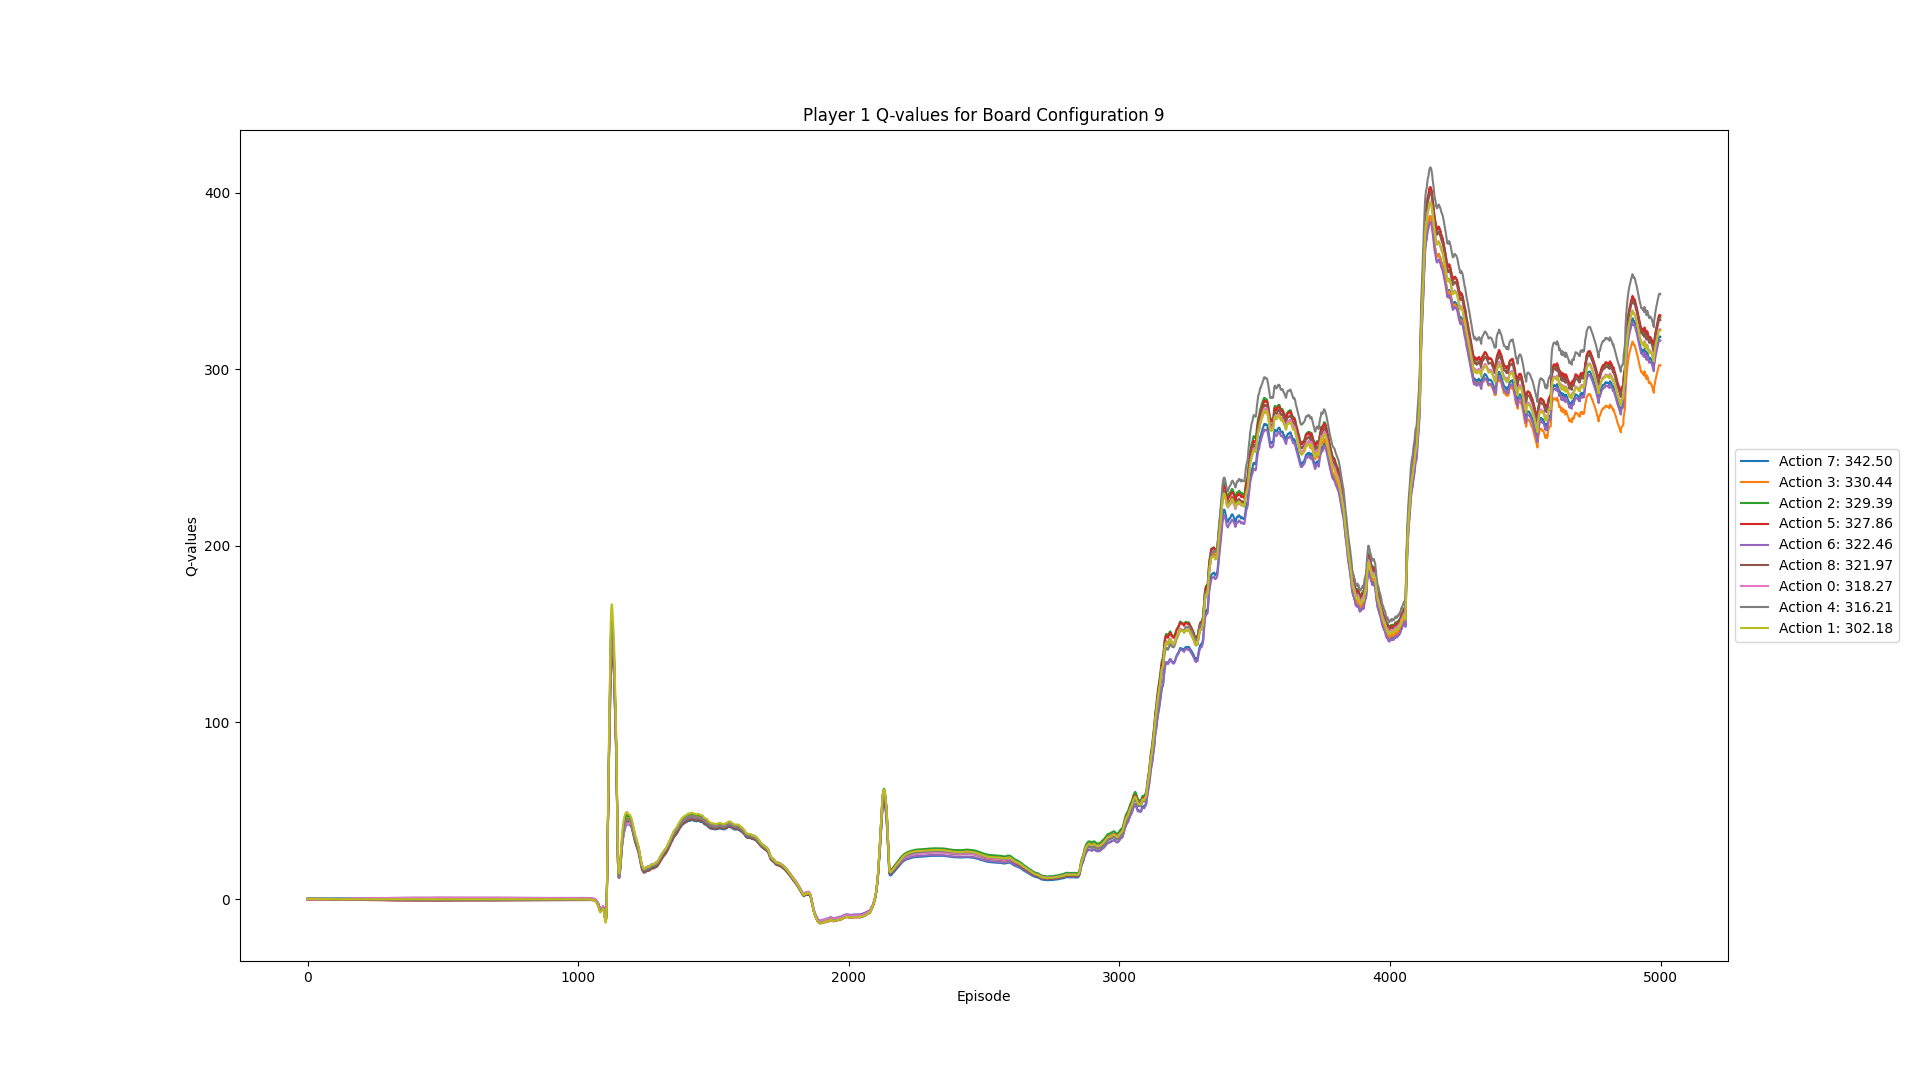 Player 1 Q-values for Board Configuration 9
Q-values
400
300
200
100
0
0 1000 2000 3000 4000 5000
Episode
Action 7: 342.50
Action 3: 330.44
Action 2: 329.39
Action 5: 327.86
Action 6: 322.46
Action 8: 321.97
Action 0: 318.27
Action 4: 316.21
Action 1: 302.18